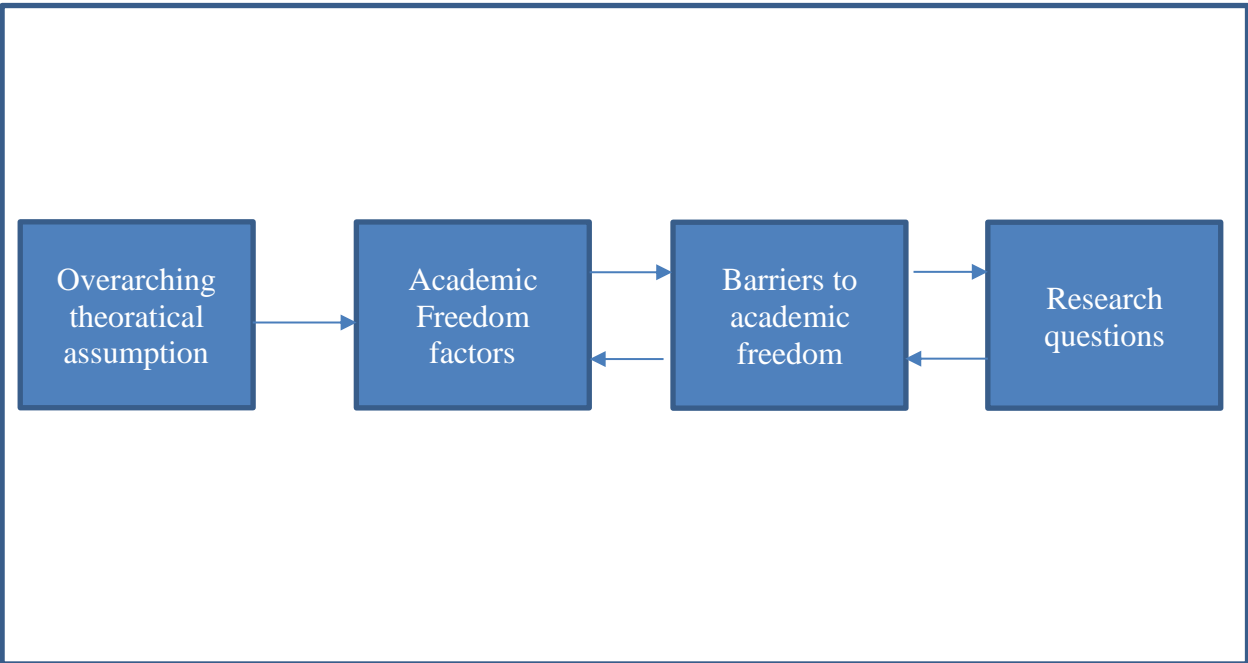 Overarching
theoratical
assumption
Academic
Freedom
factors
Barriers to
academic
freedom
Research
questions